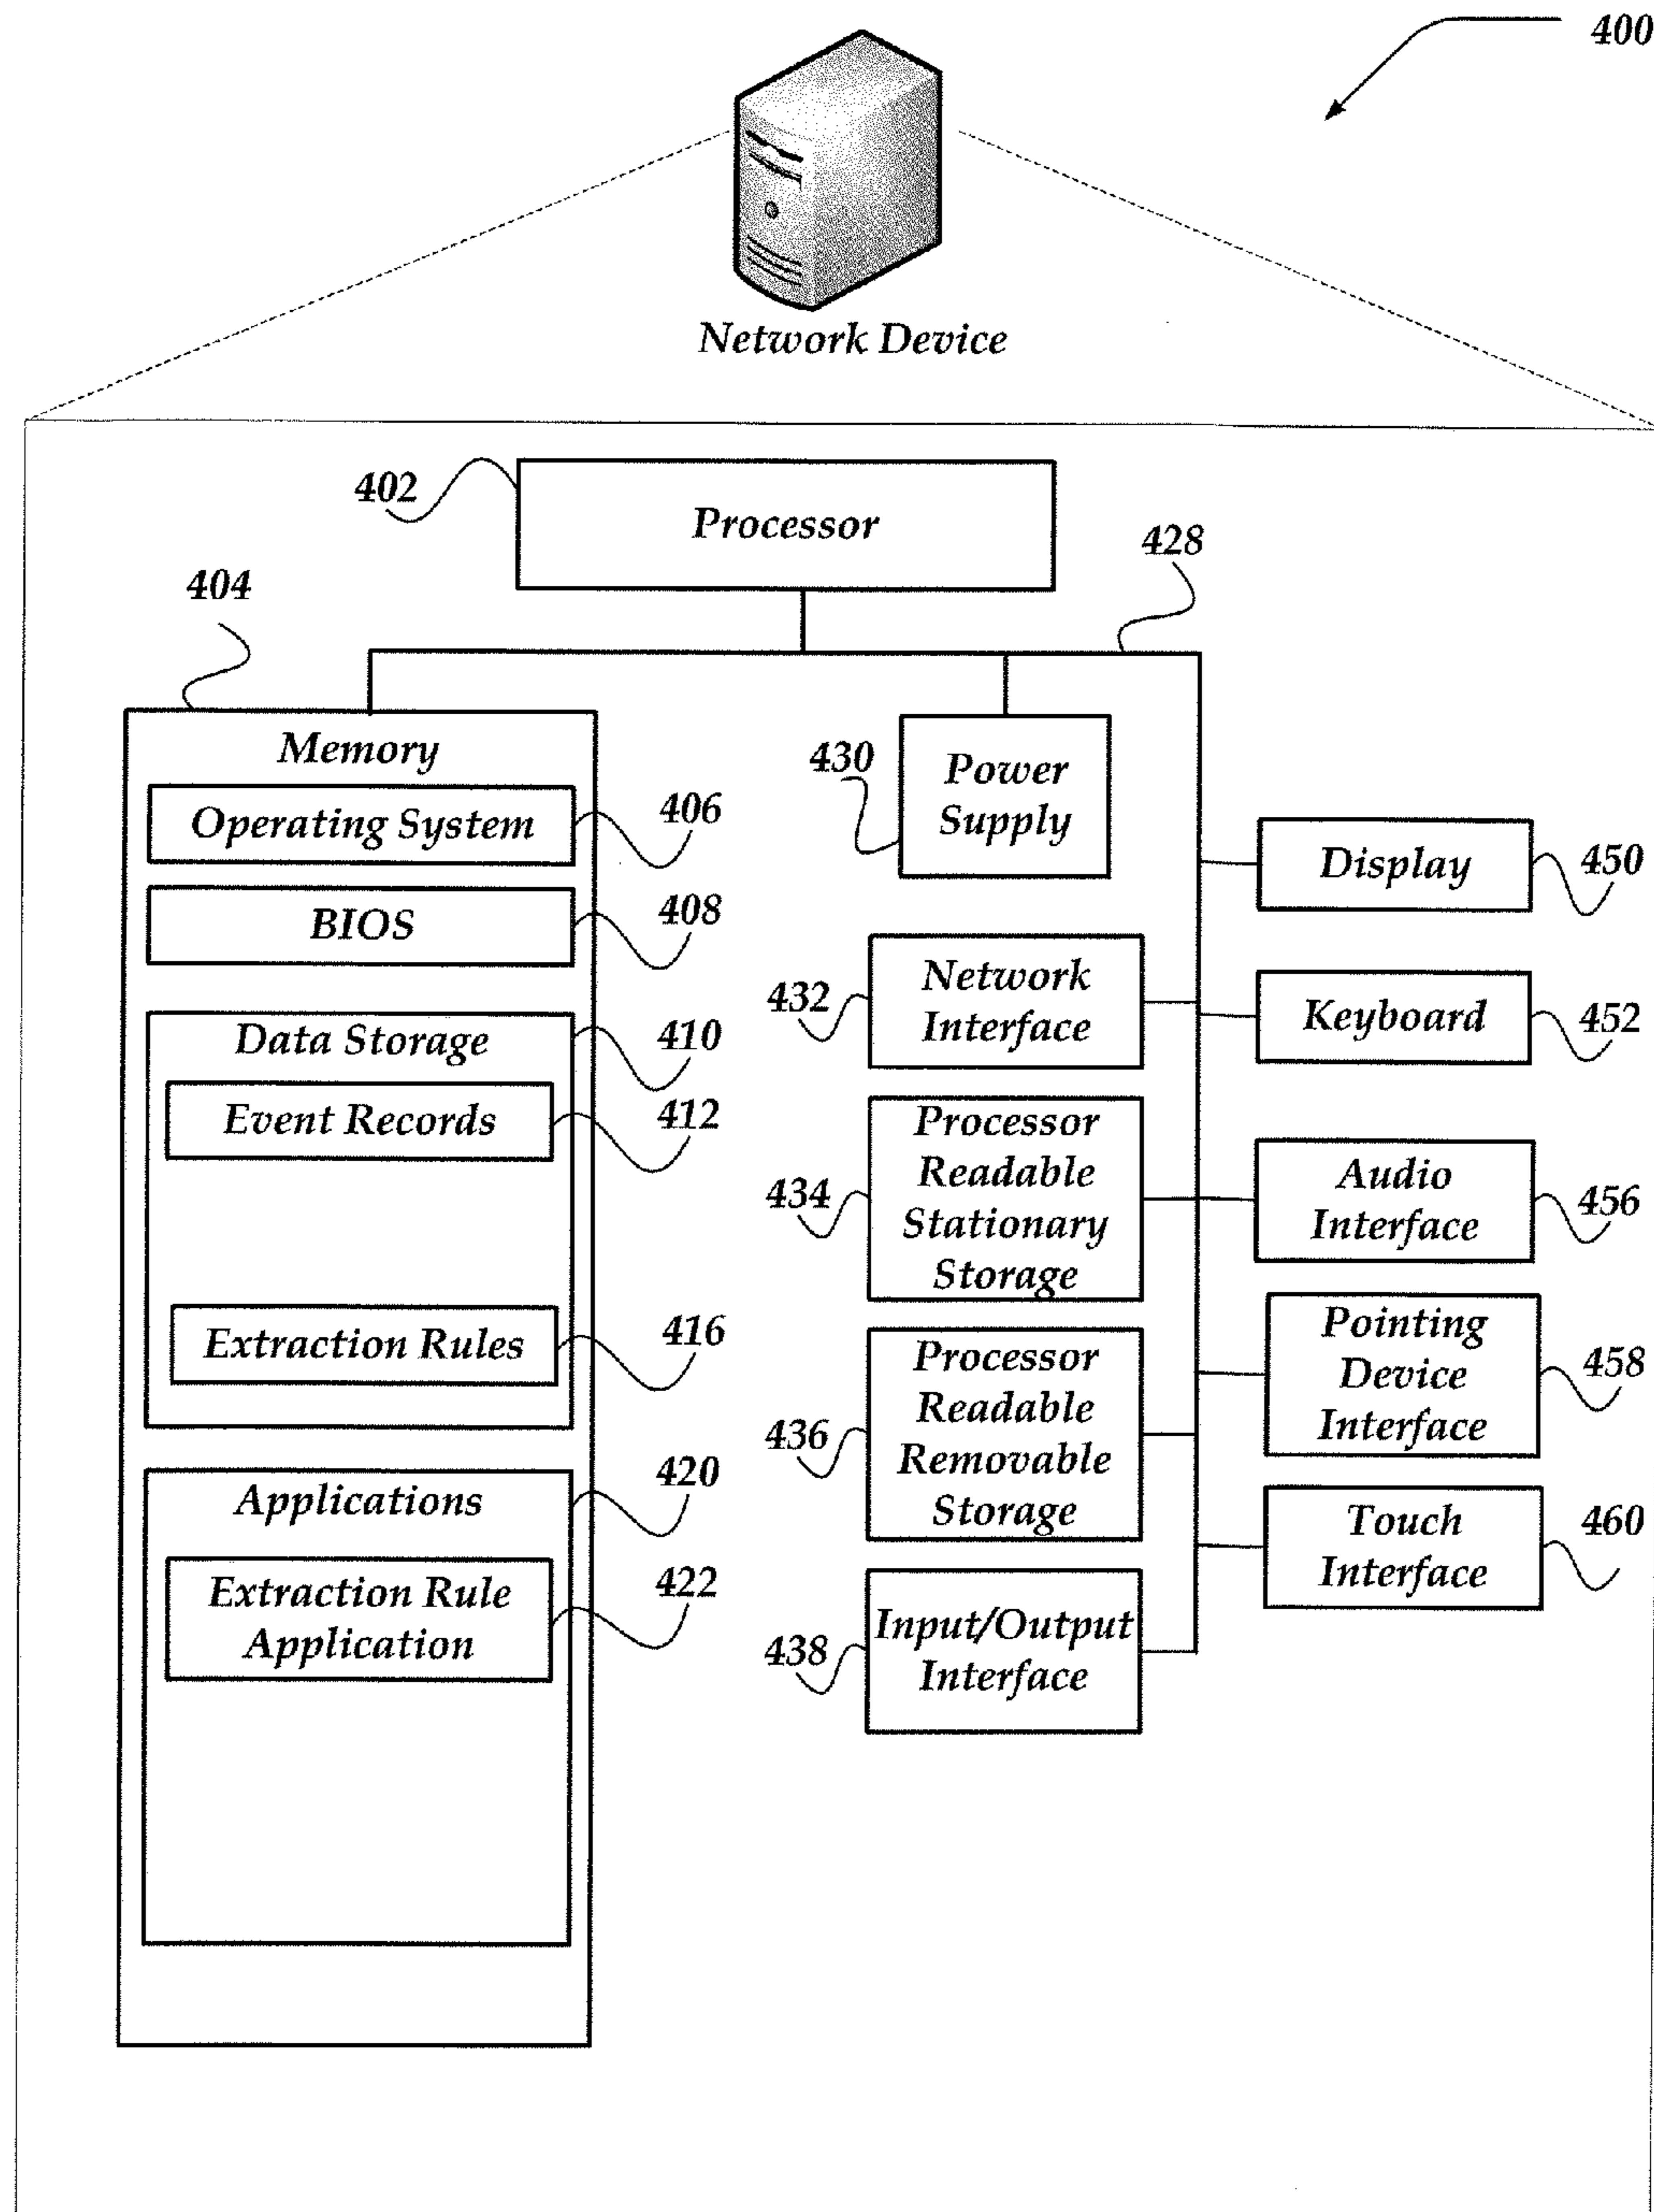 400
Network Device
402
Processor
428
404
Memory
Operating System
406
BIOS
408
Data Storage
410
Event Records
412
Extraction Rules
416
Applications
420
Extraction Rule
Application
422
430
Power
Supply
432
Network
Interface
434
Processor
Readable
Stationary
Storage
436
Processor
Readable
Removable
Storage
438
Input/Output
Interface
Display
450
Keyboard
452
Audio
Interface
456
Pointing
Device
Interface
458
Touch
Interface
460